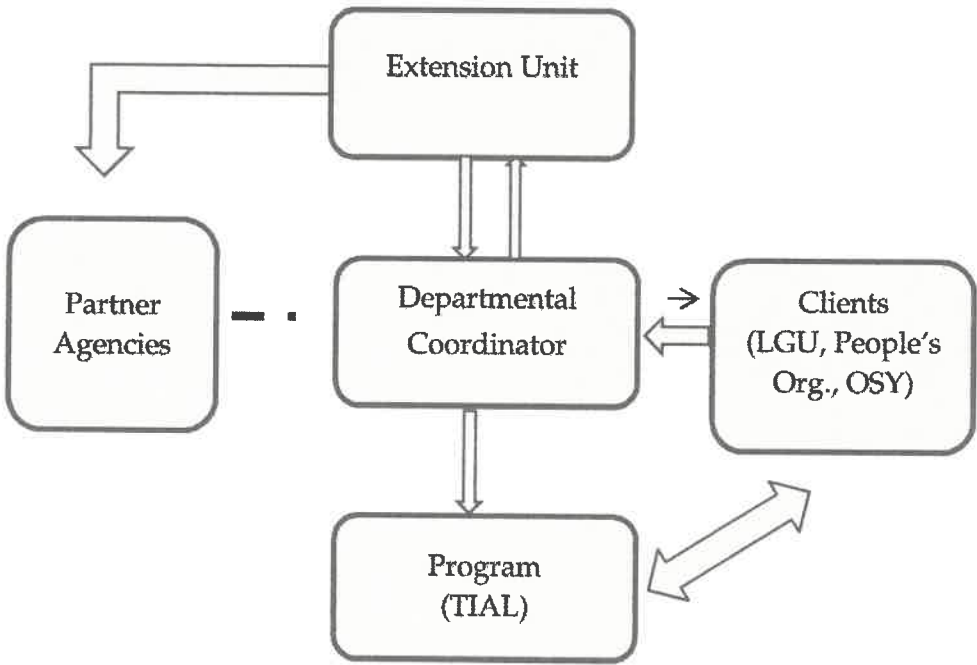 Extension Unit
Partner
Agencies
Departmental
Coordinator
Clients
(LGU, People's
Org., OSY)
Program
(TIAL)